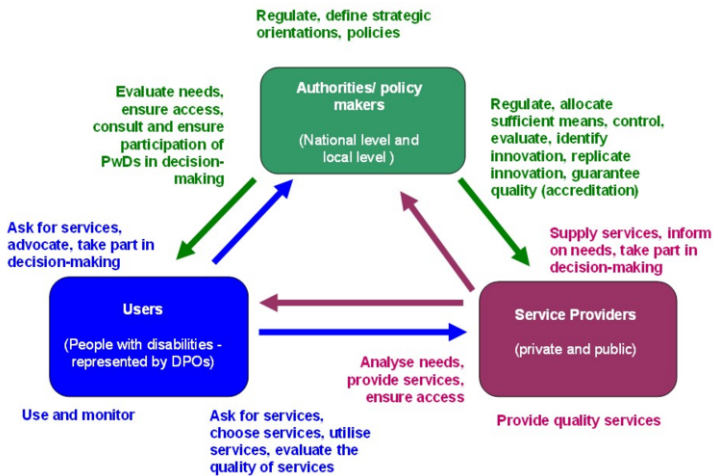 Regulate, define strategic
orientations, policies
Authorities/ policy
makers
(National level and
local level )
Evaluate needs,
ensure access,
consult and ensure
participation of
PwDs in decision-
making
Regulate, allocate
sufficient means, control,
evaluate, identify
innovation, replicate
innovation, guarantee
quality (accreditation)
Ask for services,
advocate, take part in
decision-making
Supply services, inform
on needs, take part in
decision-making
Users
(People with disabilities -
represented by DPOs)
Service Providers
(private and public)
Analyse needs,
provide services,
ensure access
Use and monitor
Ask for services,
choose services, utilise
services, evaluate the
quality of services
Provide quality services